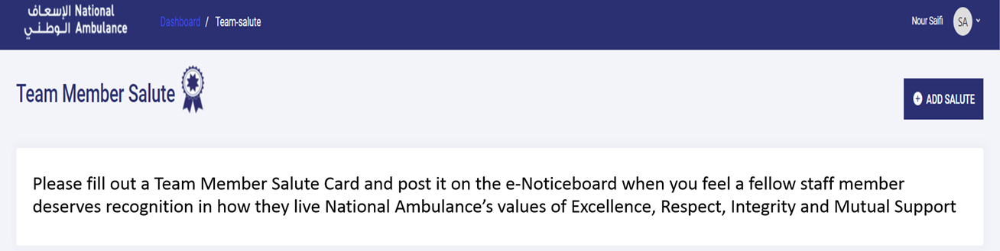 الإسعاف National
الوطني Ambulance
Dashboard / Team-salute
Nour Saifi SA
Team Member Salute
ADD SALUTE
Please fill out a Team Member Salute Card and post it on the e-Noticeboard when you feel a fellow staff member
deserves recognition in how they live National Ambulance’s values of Excellence, Respect, Integrity and Mutual Support